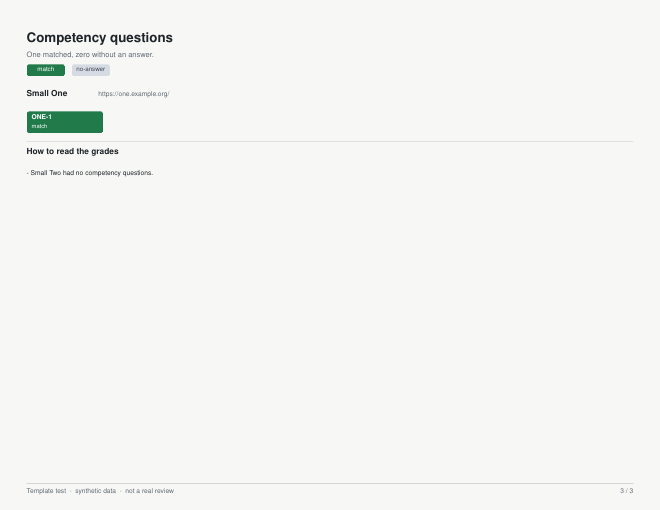 Competency questions
One matched, zero without an answer.
match no-answer
Small One https://one.example.org/
ONE-1
match
How to read the grades
- Small Two had no competency questions.
Template test · synthetic data · not a real review 3 / 3